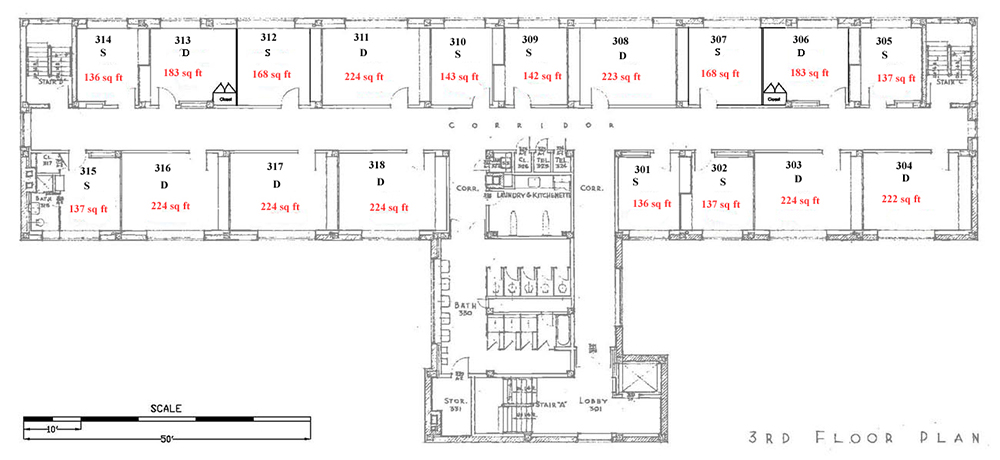 314
S
136 sq ft
313
D
183 sq ft
Closet
312
S
168 sq ft
311
D
224 sq ft
310
S
143 sq ft
309
S
142 sq ft
308
D
223 sq ft
307
S
168 sq ft
306
D
183 sq ft
Closet
305
S
137 sq ft
STAIR C
CORRIDOR
315
S
137 sq ft
316
D
224 sq ft
317
D
224 sq ft
318
D
224 sq ft
CORR.
CL.
TEL.
TEL.
LAUNDRY & KITCHENETTE
CORR.
301
S
136 sq ft
302
S
137 sq ft
303
D
224 sq ft
304
D
222 sq ft
CL.
317
BATH
BATH
330
STOR.
331
STAIR "A"
LOBBY
301
SCALE
10'
50'
3RD FLOOR PLAN